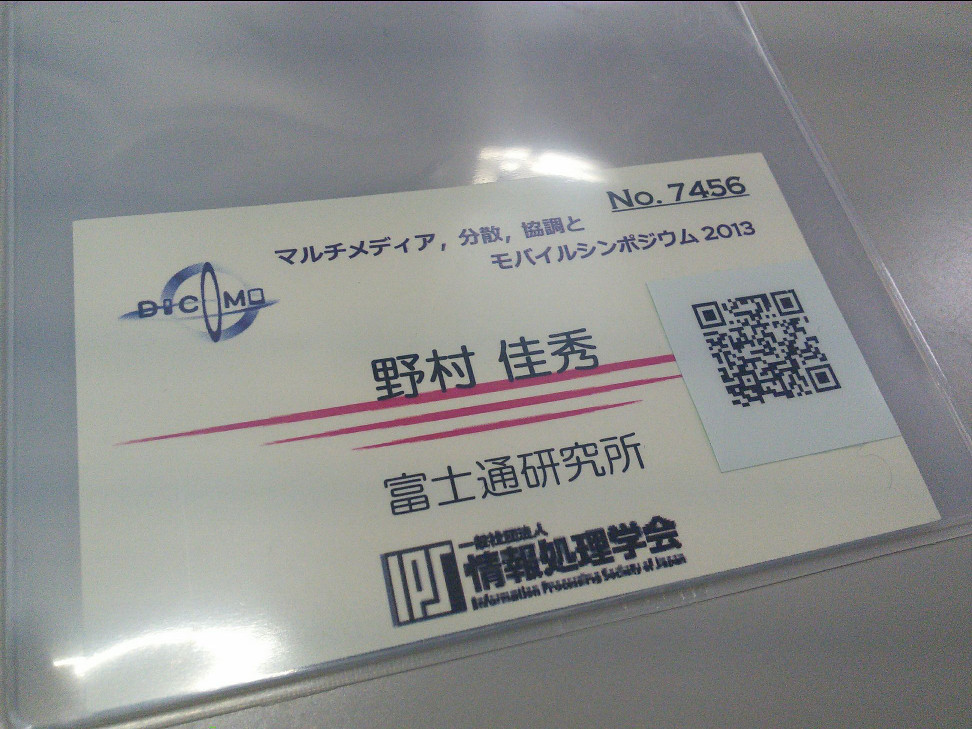 No. 7456
マルチメディア, 分散, 協調と
モバイルシンポジウム 2013
DICOMO
野村 佳秀
富士通研究所
IPSJ
一般社団法人
情報処理学会
Information Processing Society of Japan